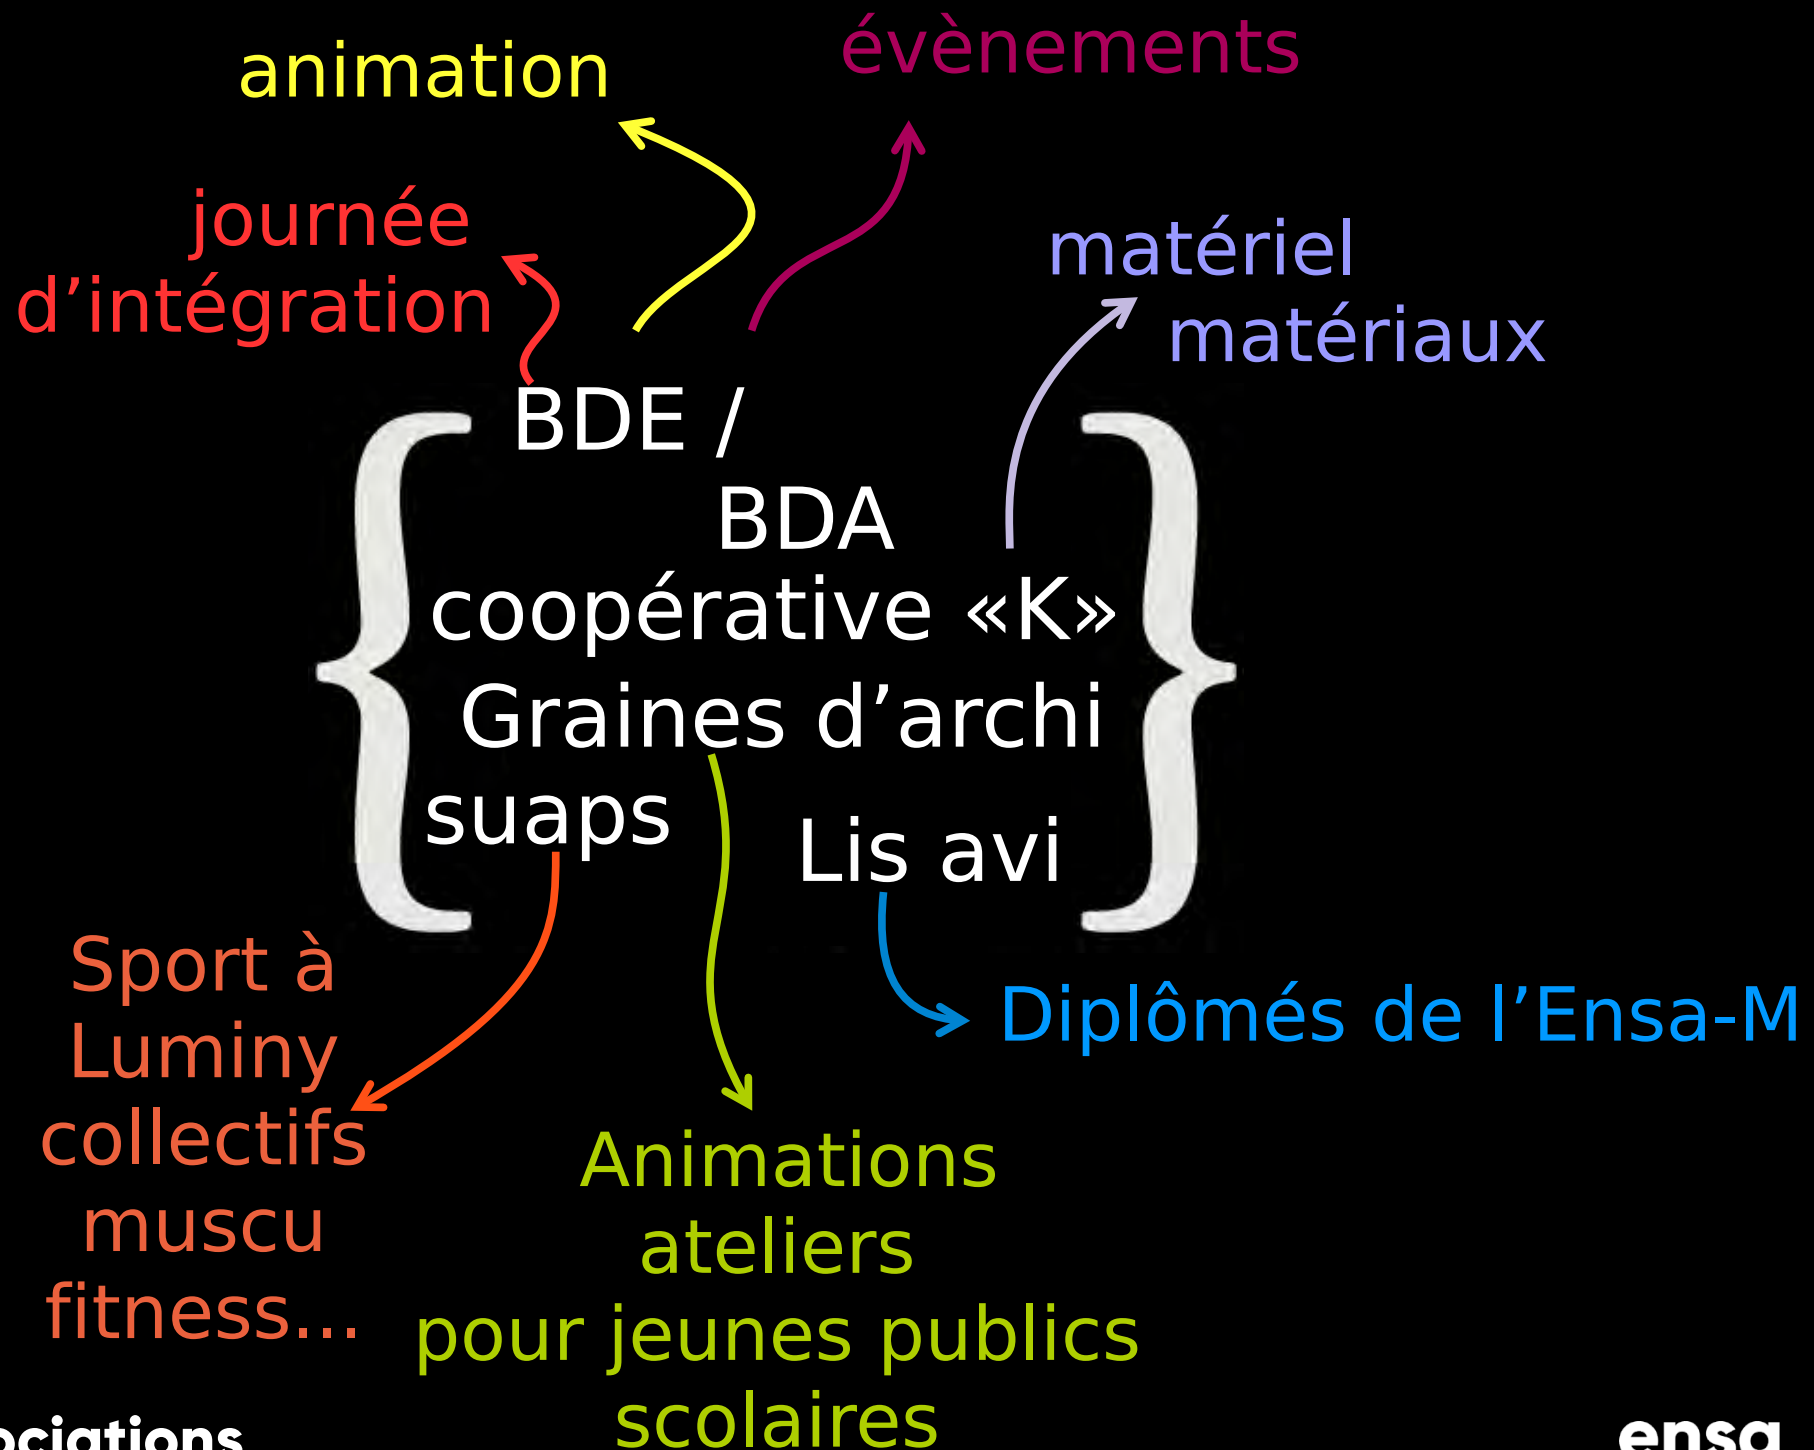 animation
évènements
journée
d’intégration
matériel
matériaux
BDE /
BDA
coopérative «K»
Graines d’archi
suaps
Lis avi
Sport à
Luminy
collectifs
muscu
fitness...
Diplômés de l’Ensa-M
Animations
ateliers
pour jeunes publics
scolaires
ociations
ensa